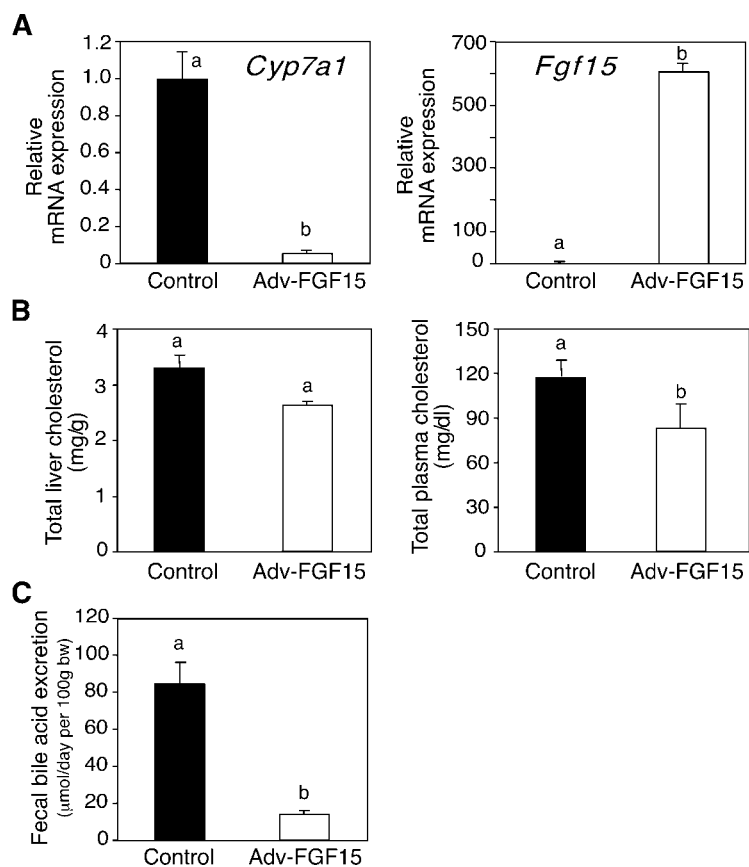 A
Relative
mRNA expression
1.2
1.0
0.8
0.6
0.4
0.2
0
Cyp7a1
a
b
Control Adv-FGF15
Relative
mRNA expression
700
500
300
100
0
Fgf15
a
b
Control Adv-FGF15
B
Total liver cholesterol
(mg/g)
4
3
2
1
0
a
a
Control Adv-FGF15
Total plasma cholesterol
(mg/dl)
150
120
90
60
30
0
a
b
Control Adv-FGF15
C
Fecal bile acid excretion
(μmol/day per 100g bw)
120
100
80
60
40
20
0
a
b
Control Adv-FGF15